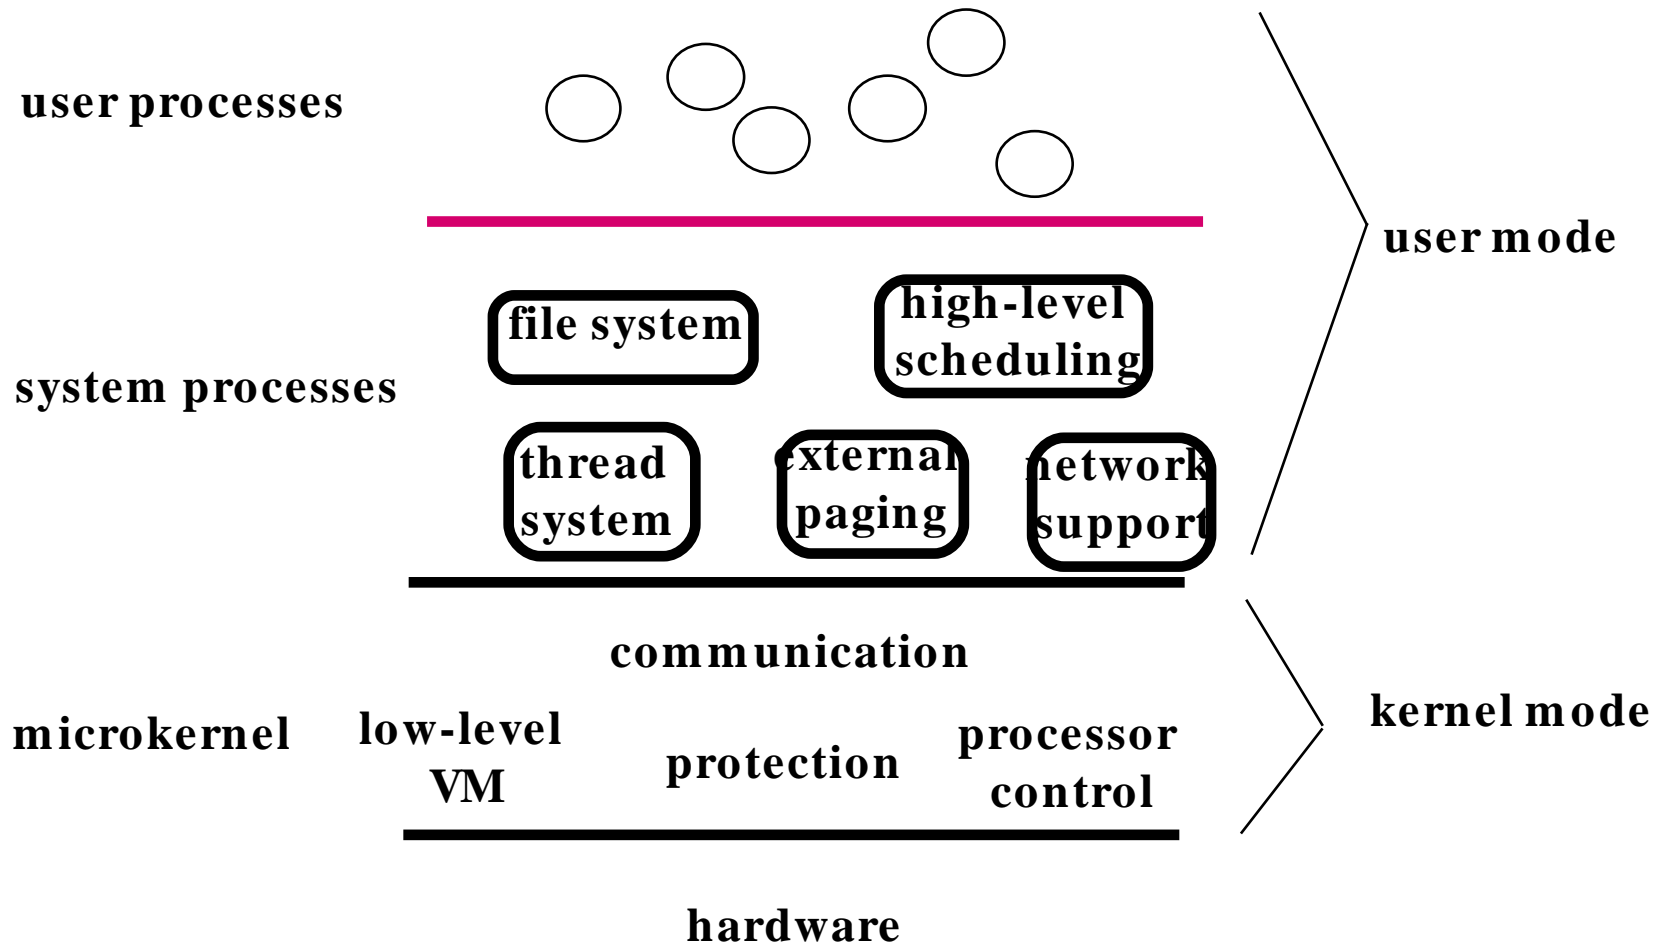 user processes
user mode
file system
high-level
scheduling
system processes
thread
system
external
paging
network
support
communication
microkernel
low-level
VM
protection
processor
control
kernel mode
hardware